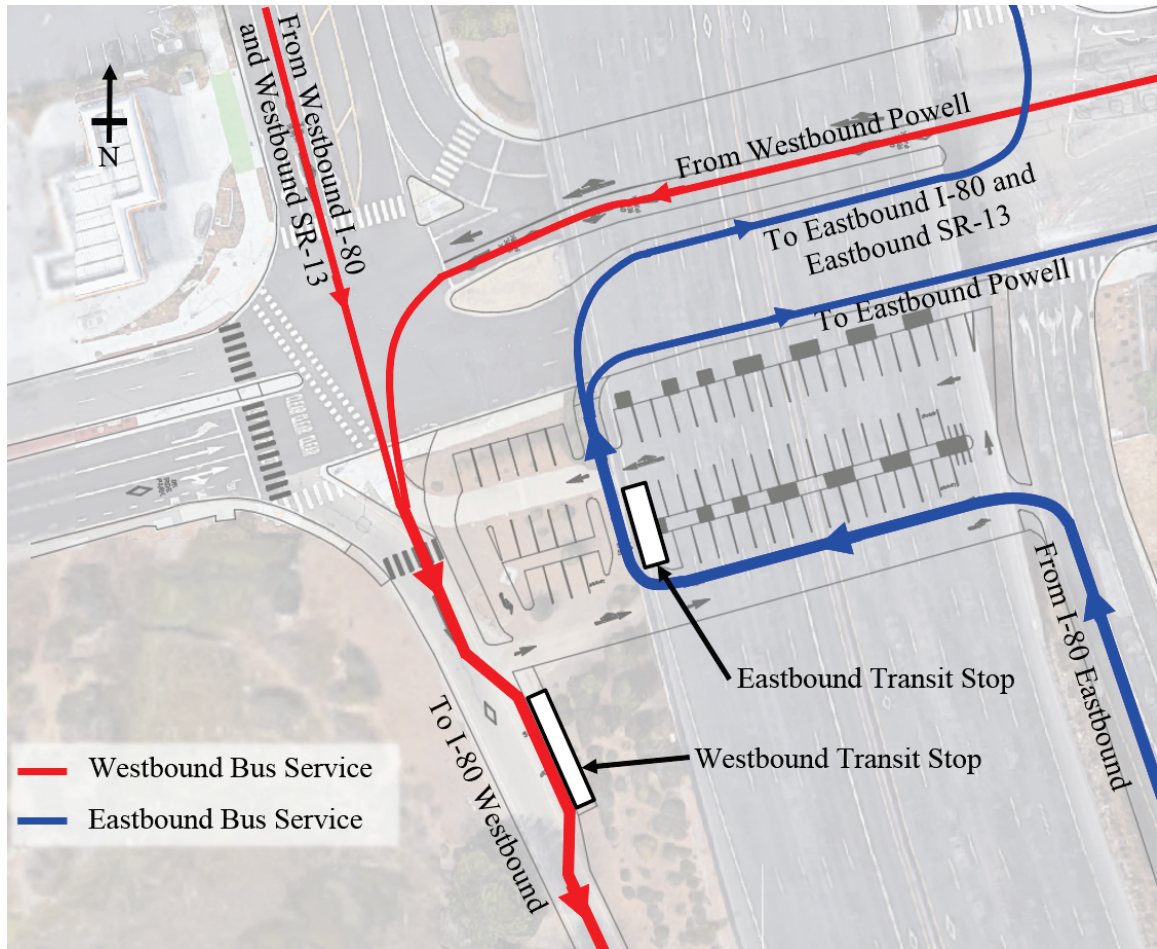 From Westbound I-80
and Westbound SR-13
N
From Westbound Powell
To Eastbound I-80 and
Eastbound SR-13
To Eastbound Powell
From I-80 Eastbound
Eastbound Transit Stop
Westbound Transit Stop
To I-80 Westbound
Westbound Bus Service
Eastbound Bus Service